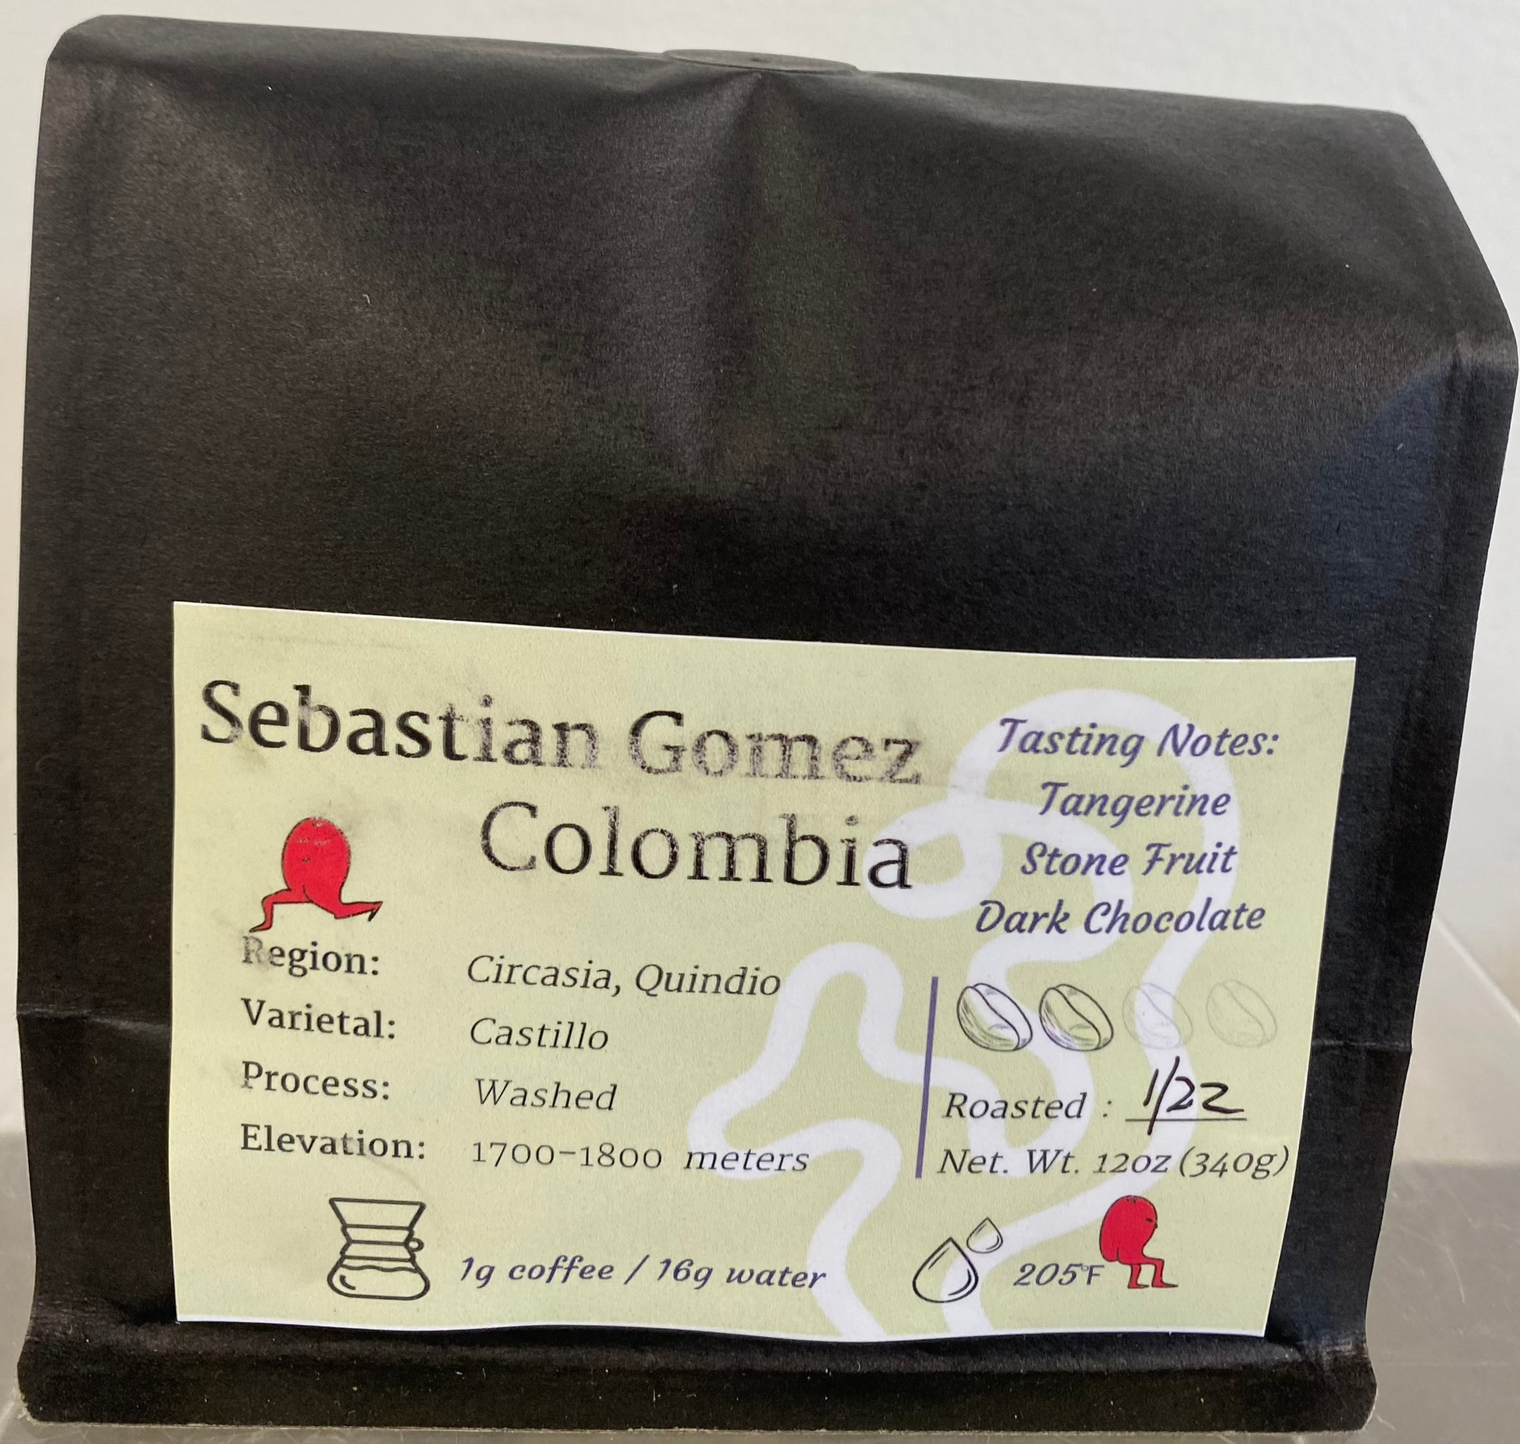 Sebastian Gomez
Colombia
Tasting Notes:
Tangerine
Stone Fruit
Dark Chocolate
Region: Circasia, Quindio
Varietal: Castillo
Process: Washed
Elevation: 1700-1800 meters
Roasted : 1/22
Net. Wt. 12oz (340g)
1g coffee / 16g water
205°F